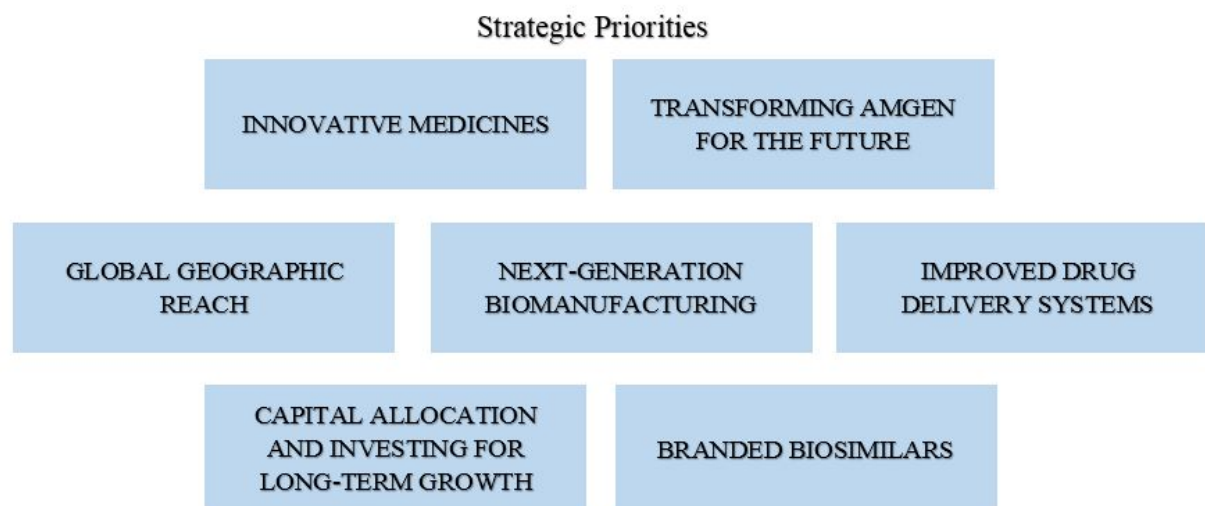 Strategic Priorities
INNOVATIVE MEDICINES
TRANSFORMING AMGEN
FOR THE FUTURE
GLOBAL GEOGRAPHIC
REACH
NEXT-GENERATION
BIOMANUFACTURING
IMPROVED DRUG
DELIVERY SYSTEMS
CAPITAL ALLOCATION
AND INVESTING FOR
LONG-TERM GROWTH
BRANDED BIOSIMILARS